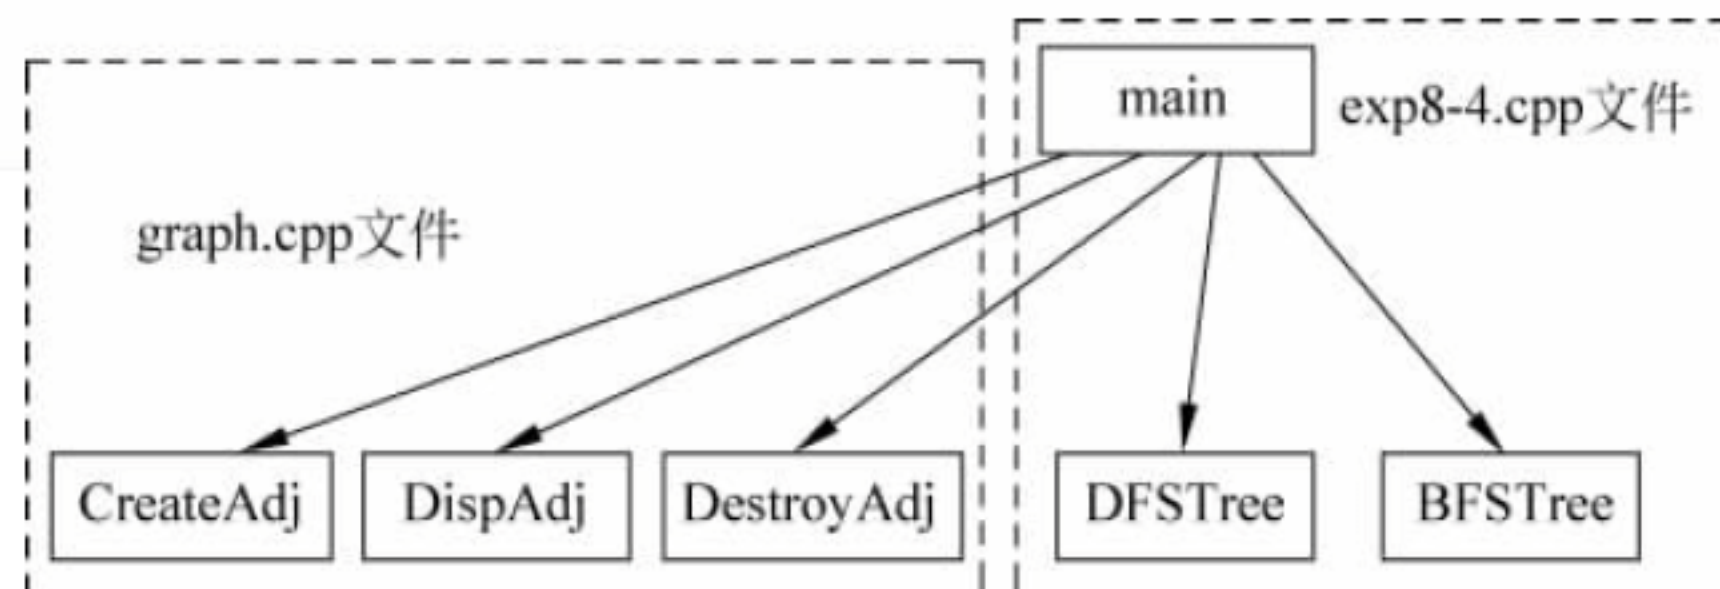 main
exp8-4.cpp文件
graph.cpp文件
CreateAdj
DispAdj
DestroyAdj
DFSTree
BFSTree